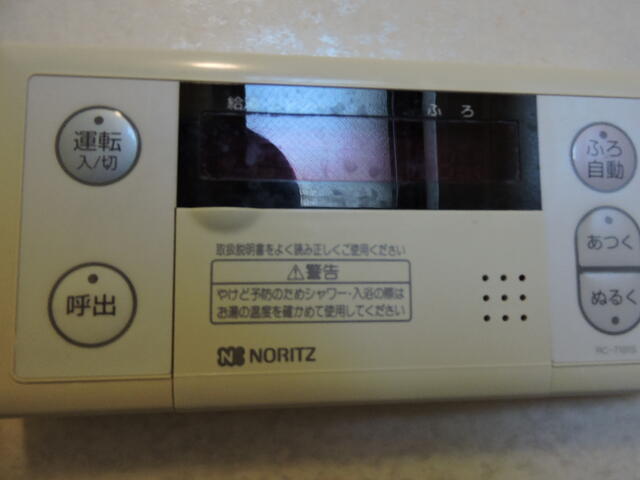 給湯
ふろ
運転
入/切
ふろ
自動
取扱説明書をよく読み正しくご使用ください
⚠警告
やけど予防のためシャワー・入浴の際は
お湯の温度を確かめて使用してください
あつく
ぬるく
呼出
NORITZ